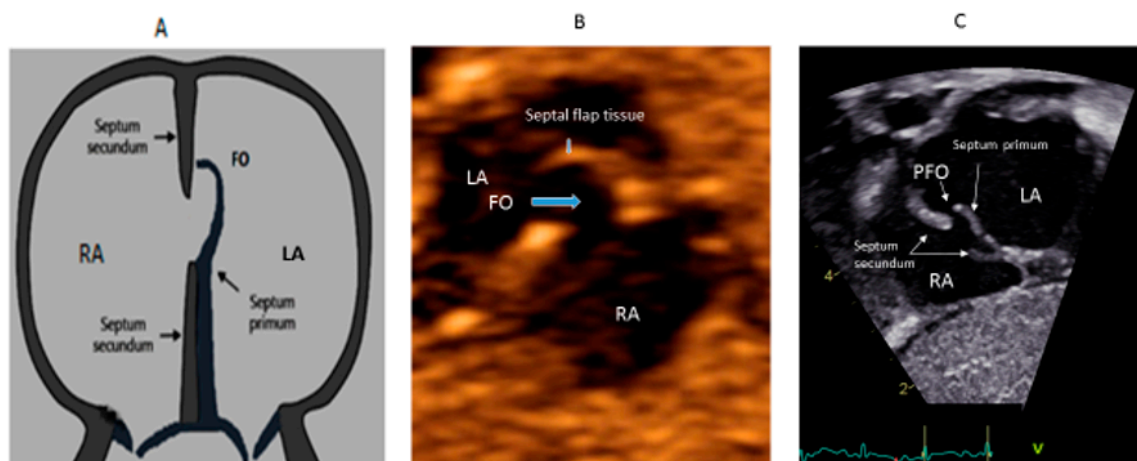 A
B
C
Septum
secundum
FO
RA
LA
Septum
primum
Septum
secundum
Septal flap tissue
LA
FO
RA
Septum primum
PFO
LA
Septum
secundum
RA
4
2
V